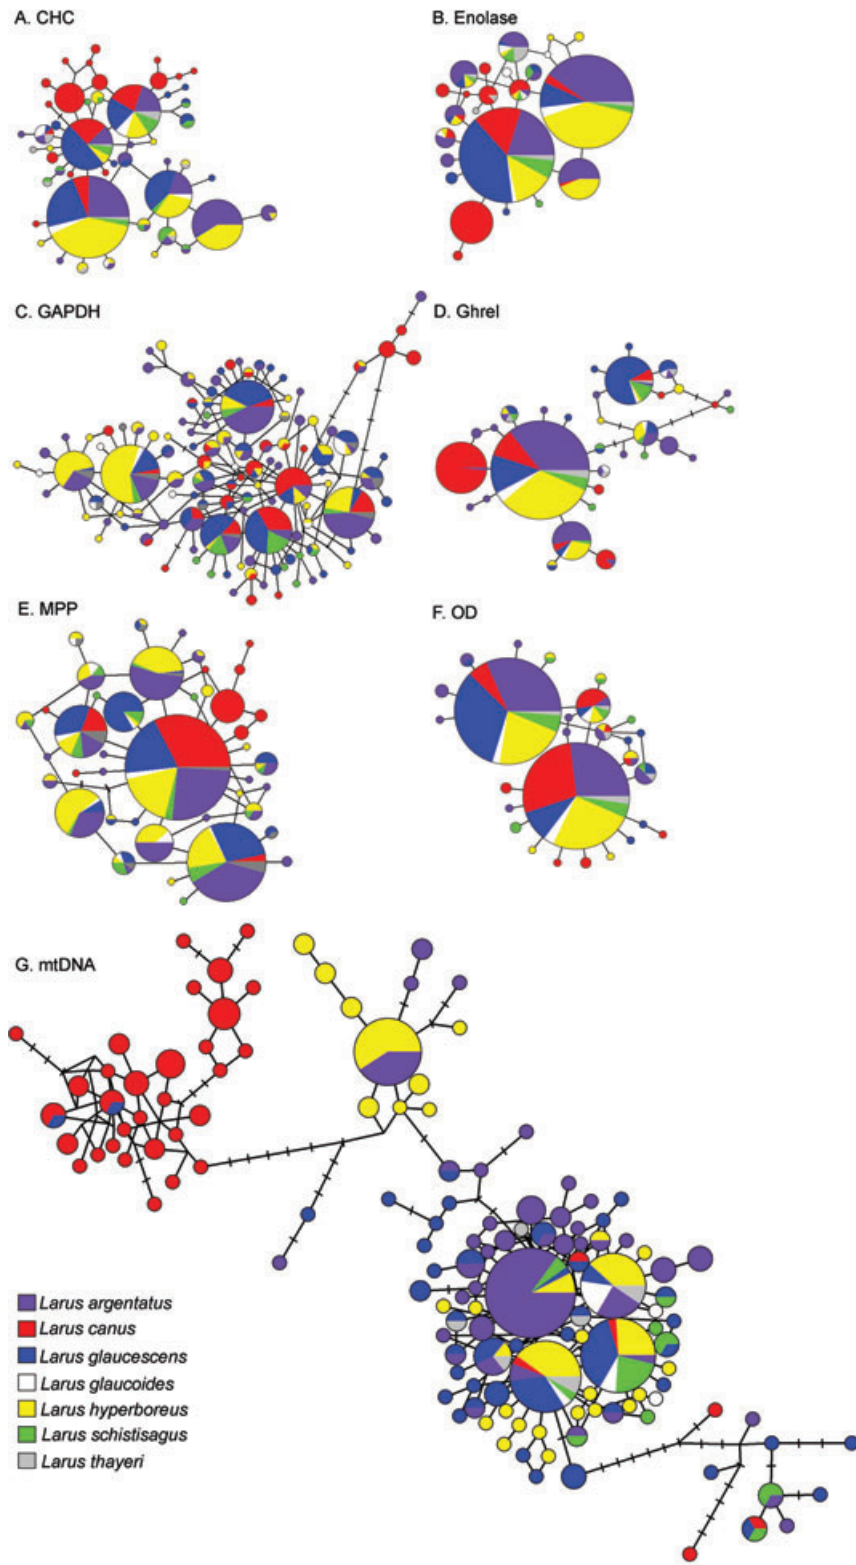 A. CHC
B. Enolase
C. GAPDH
D. Ghrel
E. MPP
F. OD
G. mtDNA
Larus argentatus
Larus canus
Larus glaucescens
Larus glaucoides
Larus hyperboreus
Larus schistisagus
Larus thayeri